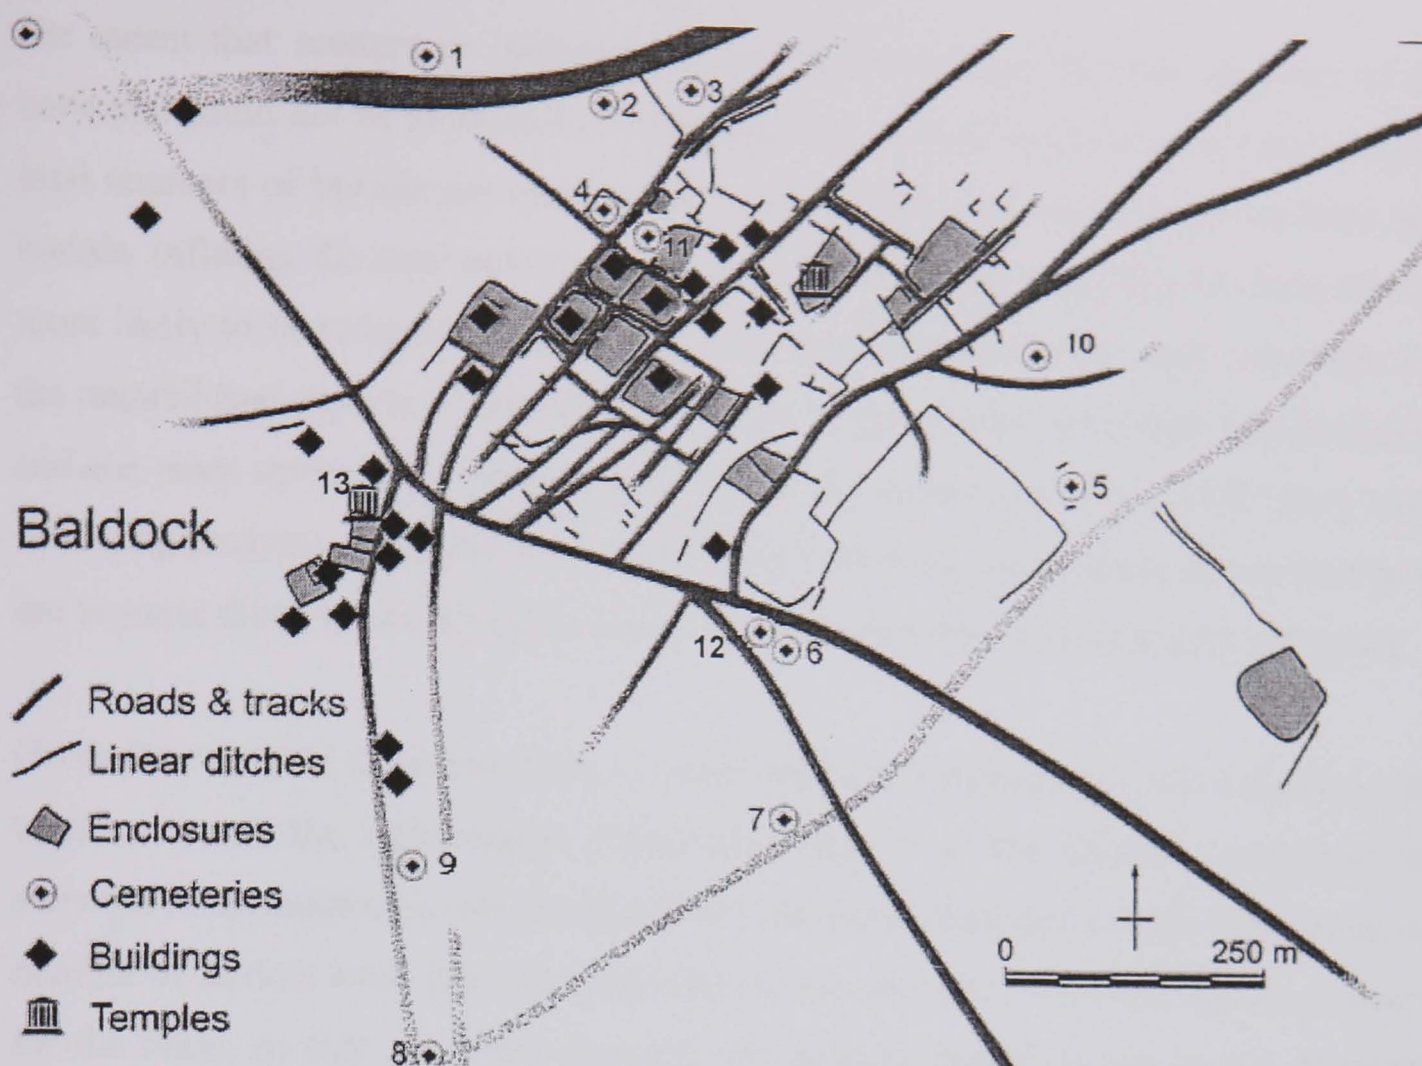 1
2
3
4
11
10
5
13
Baldock
12
6
7
9
8
Roads & tracks
Linear ditches
Enclosures
Cemeteries
Buildings
Temples
0 250 m